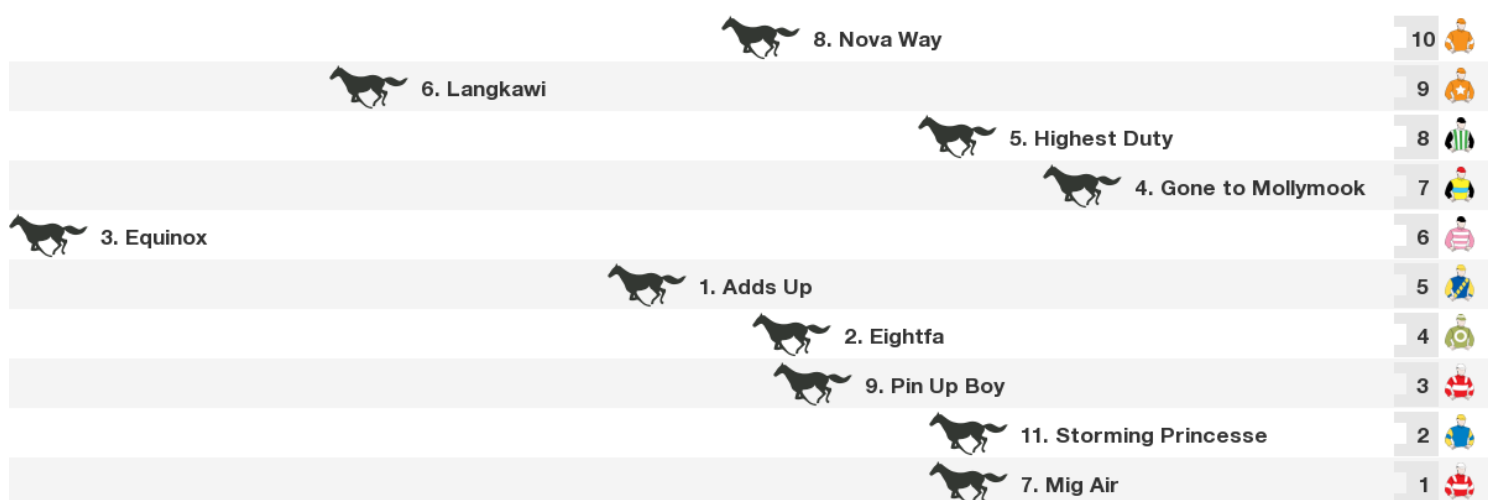 8. Nova Way 10
6. Langkawi 9
5. Highest Duty 8
4. Gone to Mollymook 7
3. Equinox 6
1. Adds Up 5
2. Eightfa 4
9. Pin Up Boy 3
11. Storming Princesse 2
7. Mig Air 1